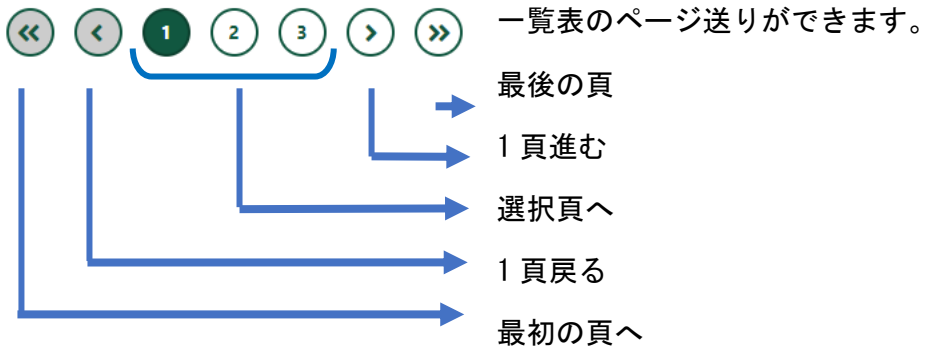 « < 1 2 3 > »
一覧表のページ送りができます。
最後の頁
1頁進む
選択頁へ
1頁戻る
最初の頁へ